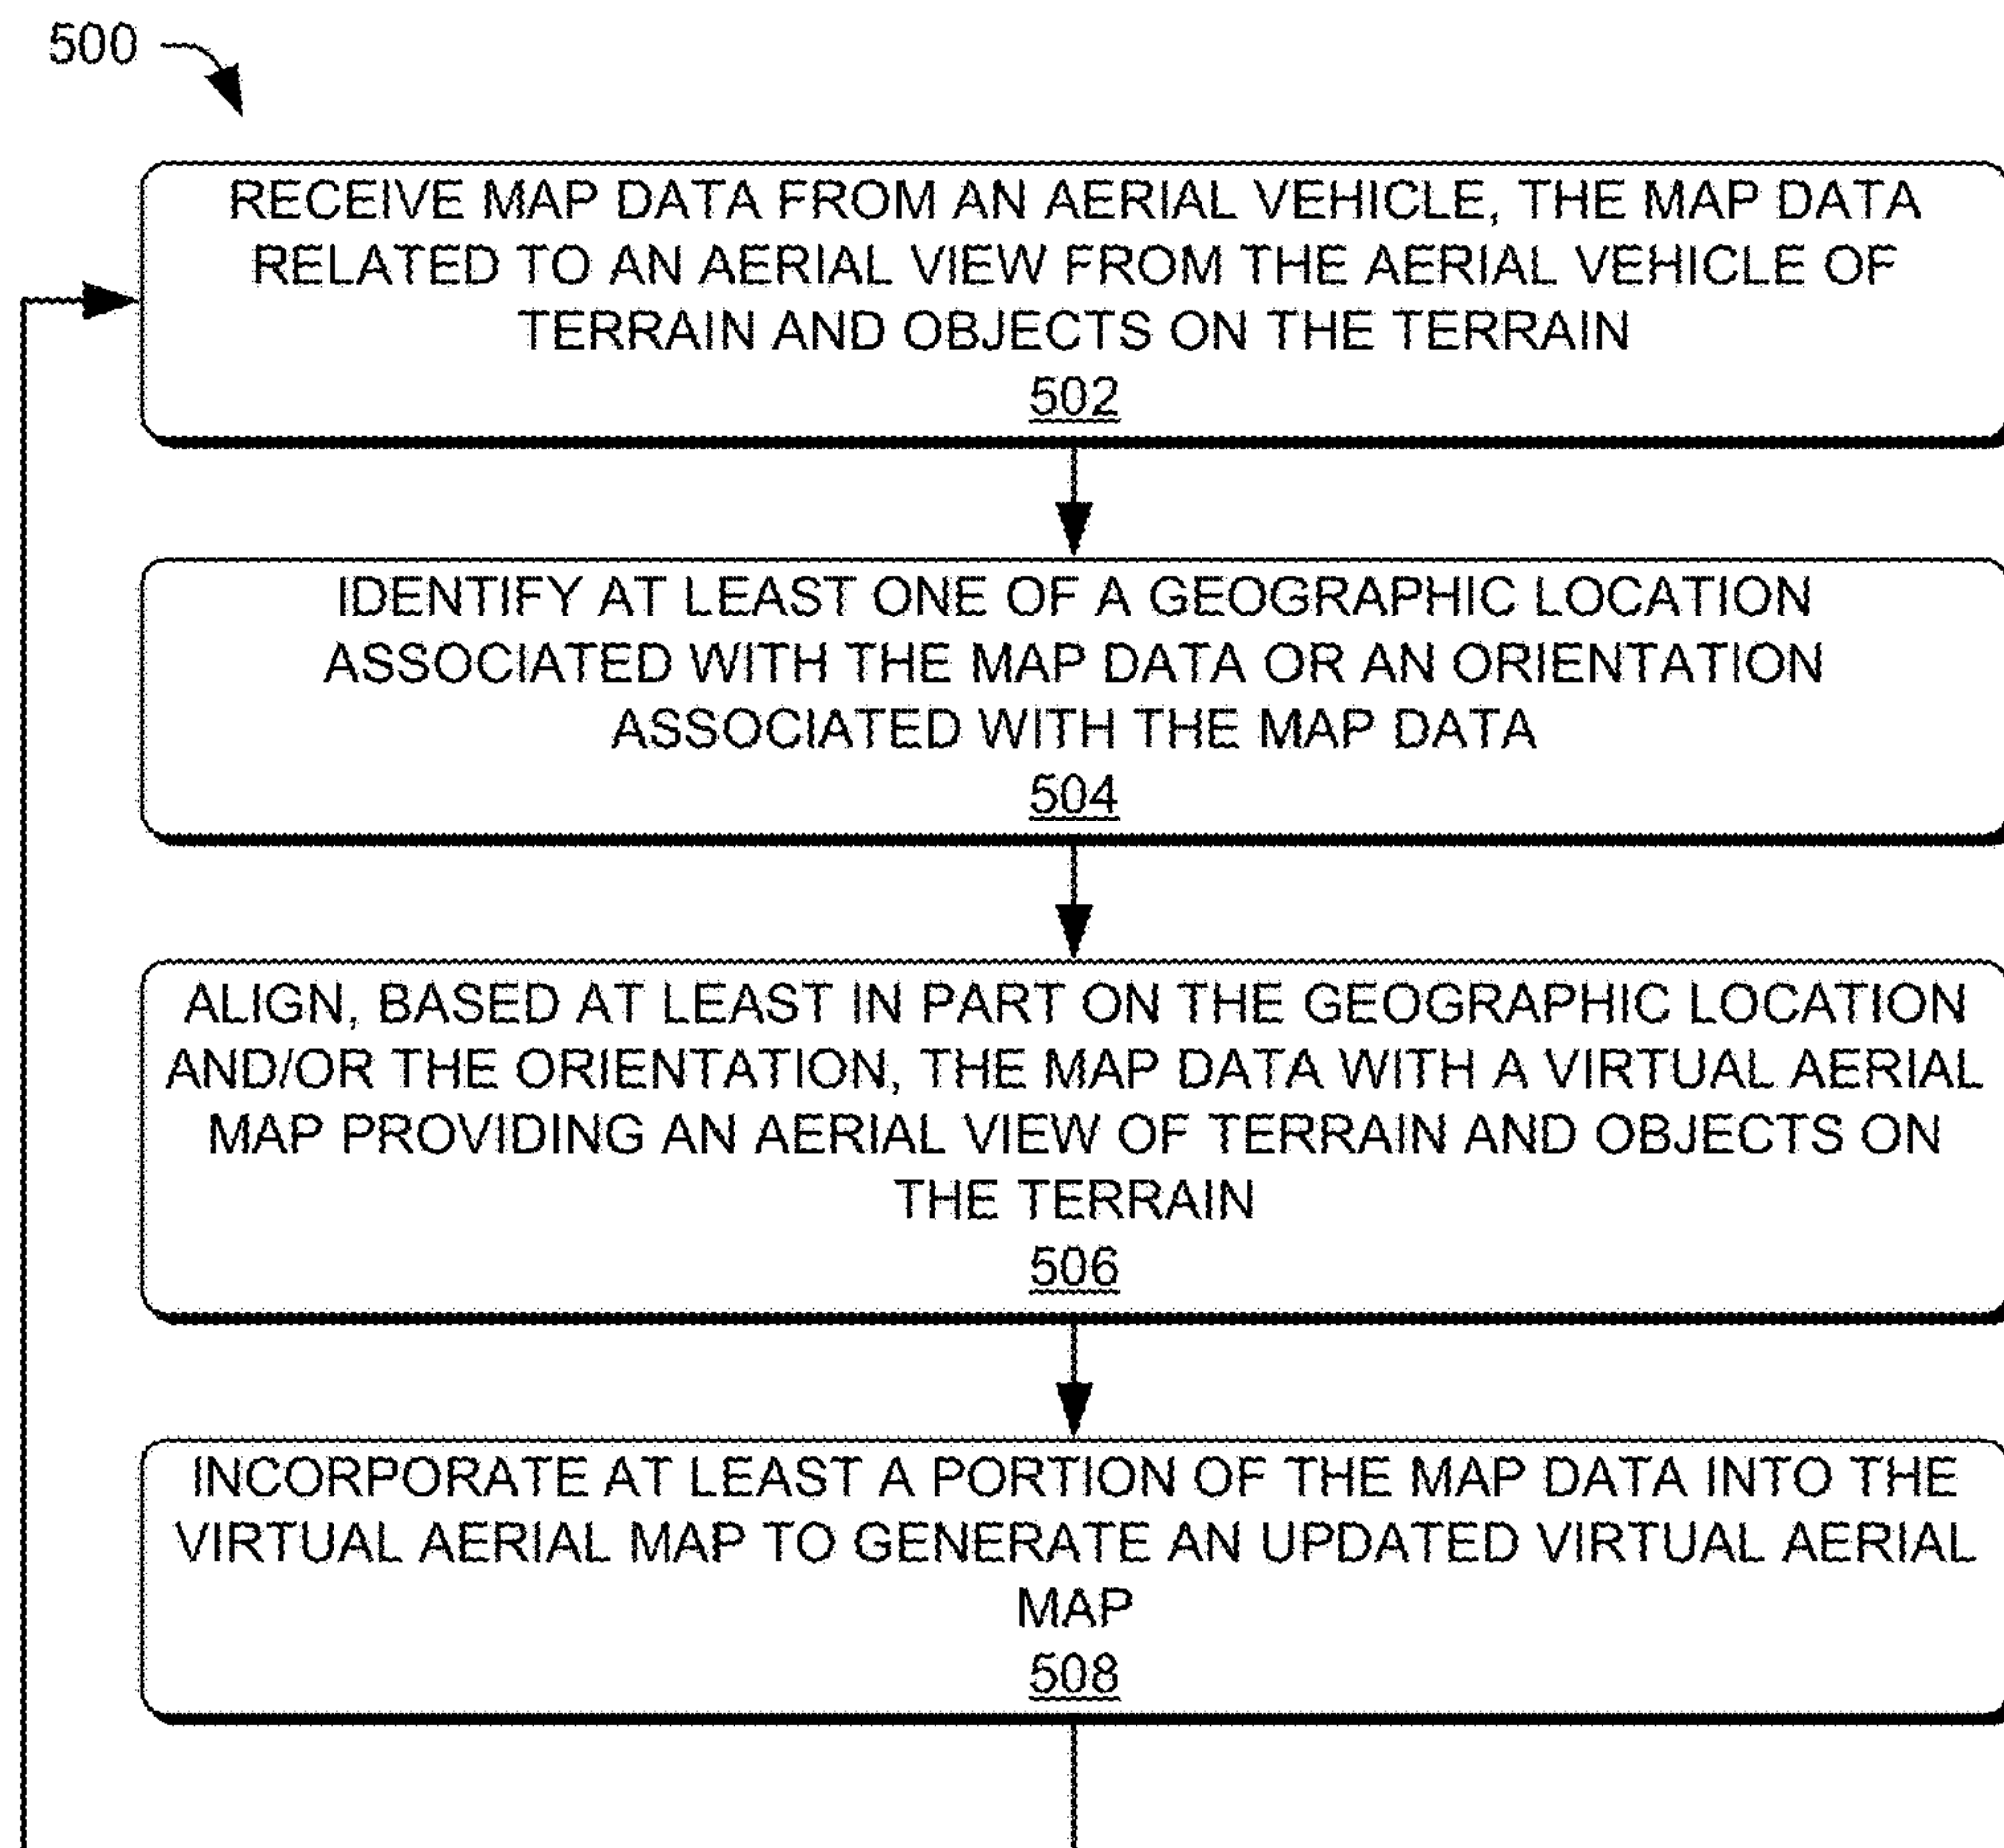 500
RECEIVE MAP DATA FROM AN AERIAL VEHICLE, THE MAP DATA
RELATED TO AN AERIAL VIEW FROM THE AERIAL VEHICLE OF
TERRAIN AND OBJECTS ON THE TERRAIN
502
IDENTIFY AT LEAST ONE OF A GEOGRAPHIC LOCATION
ASSOCIATED WITH THE MAP DATA OR AN ORIENTATION
ASSOCIATED WITH THE MAP DATA
504
ALIGN, BASED AT LEAST IN PART ON THE GEOGRAPHIC LOCATION
AND/OR THE ORIENTATION, THE MAP DATA WITH A VIRTUAL AERIAL
MAP PROVIDING AN AERIAL VIEW OF TERRAIN AND OBJECTS ON
THE TERRAIN
506
INCORPORATE AT LEAST A PORTION OF THE MAP DATA INTO THE
VIRTUAL AERIAL MAP TO GENERATE AN UPDATED VIRTUAL AERIAL
MAP
508